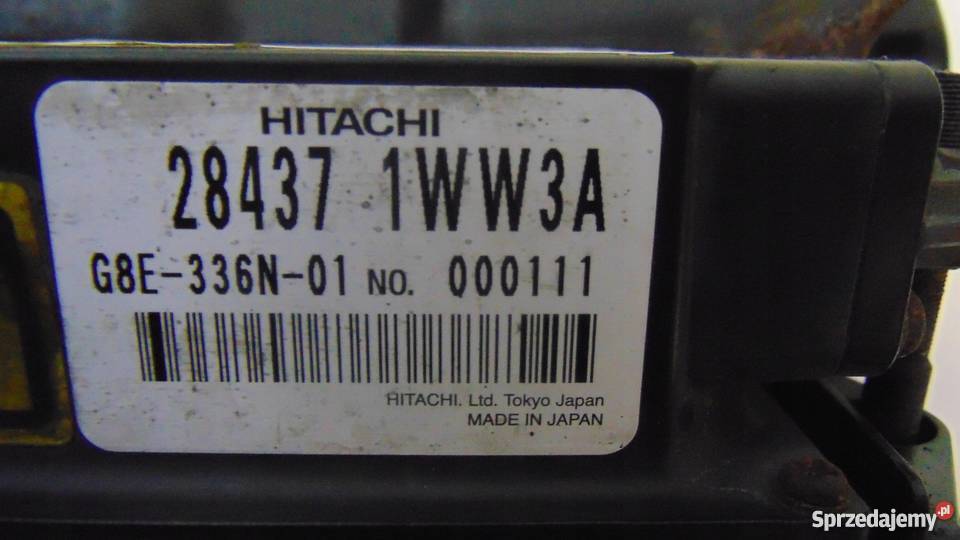 HITACHI
28437 1WW3A
G8E-336N-01 NO. 000111
HITACHI. Ltd. Tokyo Japan
MADE IN JAPAN
Sprzedajemy.pl